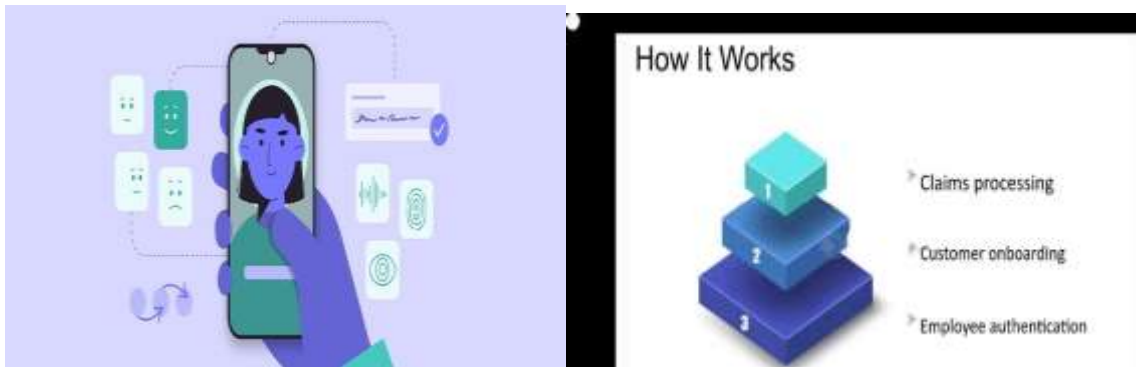 How It Works
1
Claims processing
2
Customer onboarding
3
Employee authentication